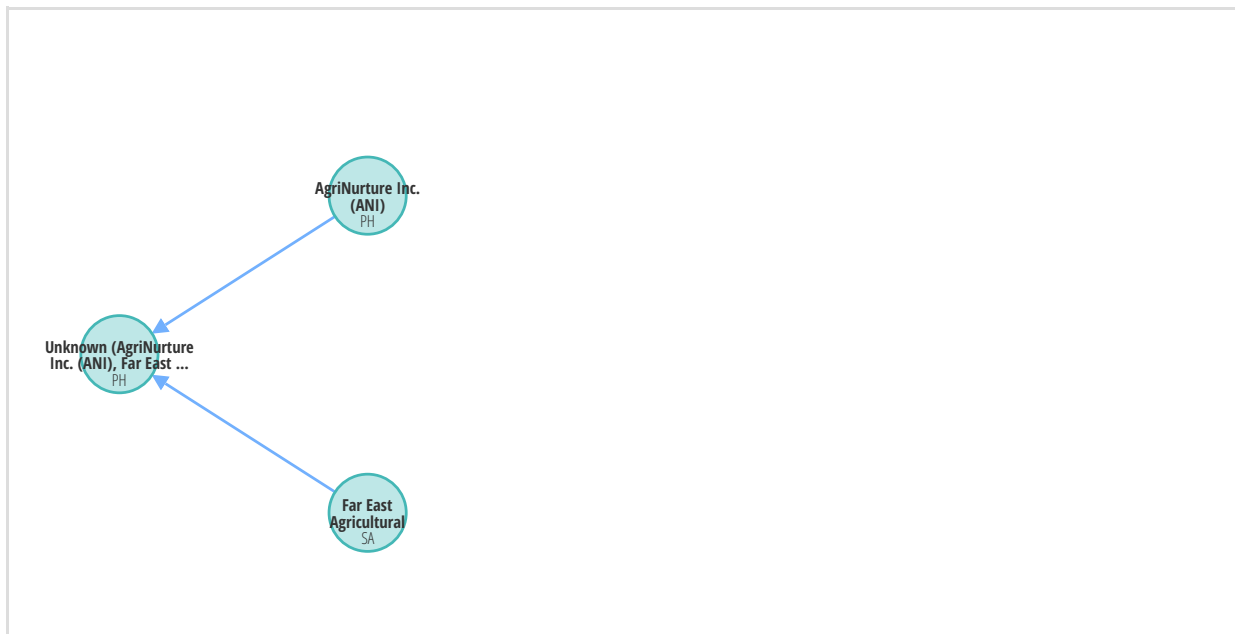 AgriNurture Inc.
(ANI)
PH
Unknown (AgriNurture
Inc. (ANI), Far East ...
PH
Far East
Agricultural
SA